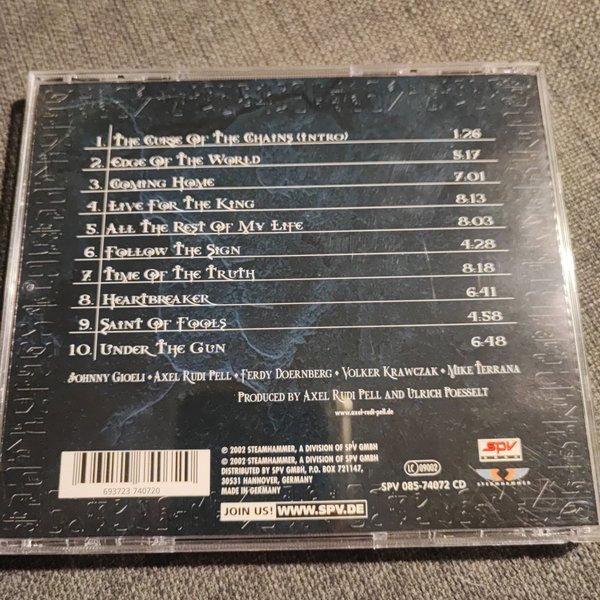 1. The Curse Of The Chains (Intro) 1:26
2. Edge Of The World 5:17
3. Coming Home 7:01
4. Live For The King 8:13
5. All The Rest Of My Life 8:03
6. Follow The Sign 4:28
7. Time Of The Truth 8:18
8. Heartbreaker 6:41
9. Saint Of Fools 4:58
10. Under The Gun 6:48
Johnny Gioeli • Axel Rudi Pell • Ferdy Doernberg • Volker Krawczak • Mike Terrana
Produced by Axel Rudi Pell and Ulrich Poesselt
www.axel-rudi-pell.de
℗ 2002 STEAMHAMMER, A DIVISION OF SPV GMBH
© 2002 STEAMHAMMER, A DIVISION OF SPV GMBH
DISTRIBUTED BY SPV GMBH, P.O. BOX 721147,
30531 HANNOVER, GERMANY
MADE IN GERMANY
693723 740720
LC 09002
SPV 085-74072 CD
spv
STEAMHAMMER
JOIN US! WWW.SPV.DE